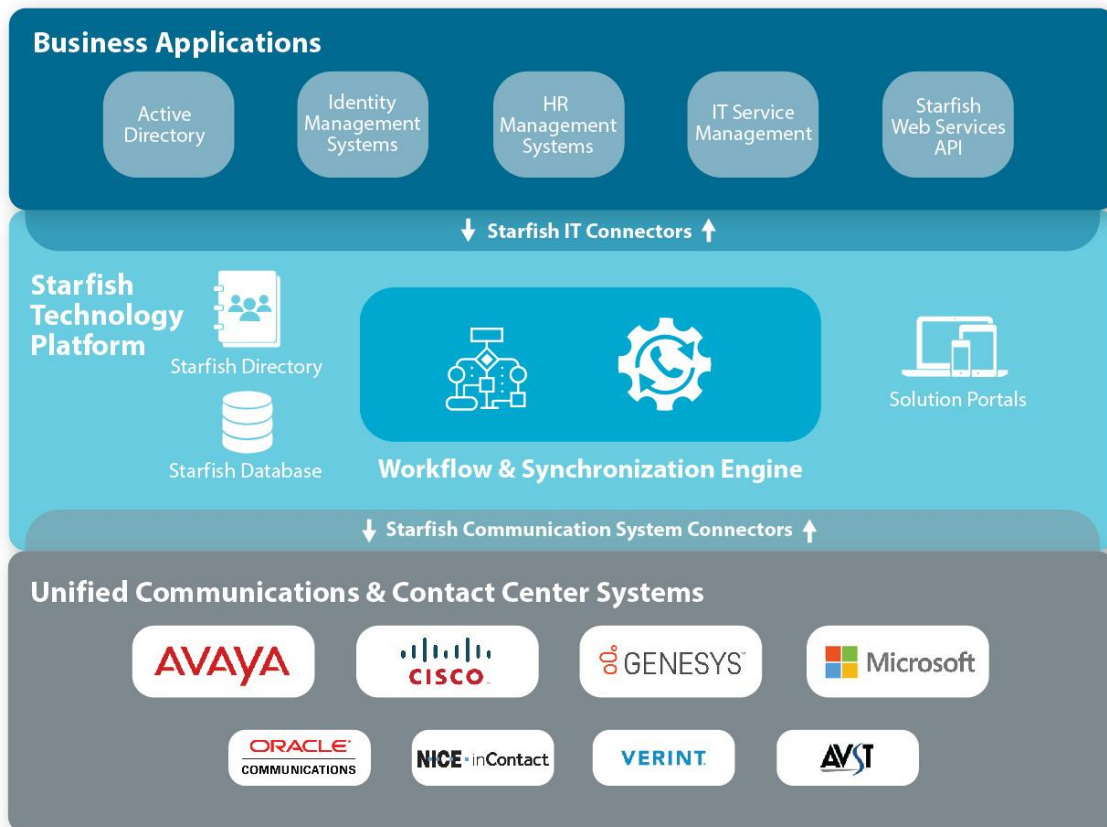 Business Applications
Active
Directory
Identity
Management
Systems
HR
Management
Systems
IT Service
Management
Starfish
Web Services
API
Starfish IT Connectors
Starfish
Technology
Platform
Starfish Directory
Starfish Database
Workflow & Synchronization Engine
Solution Portals
Starfish Communication System Connectors
Unified Communications & Contact Center Systems
AVAYA
CISCO
GENESYS
Microsoft
ORACLE
COMMUNICATIONS
NICE inContact
VERINT
AVST